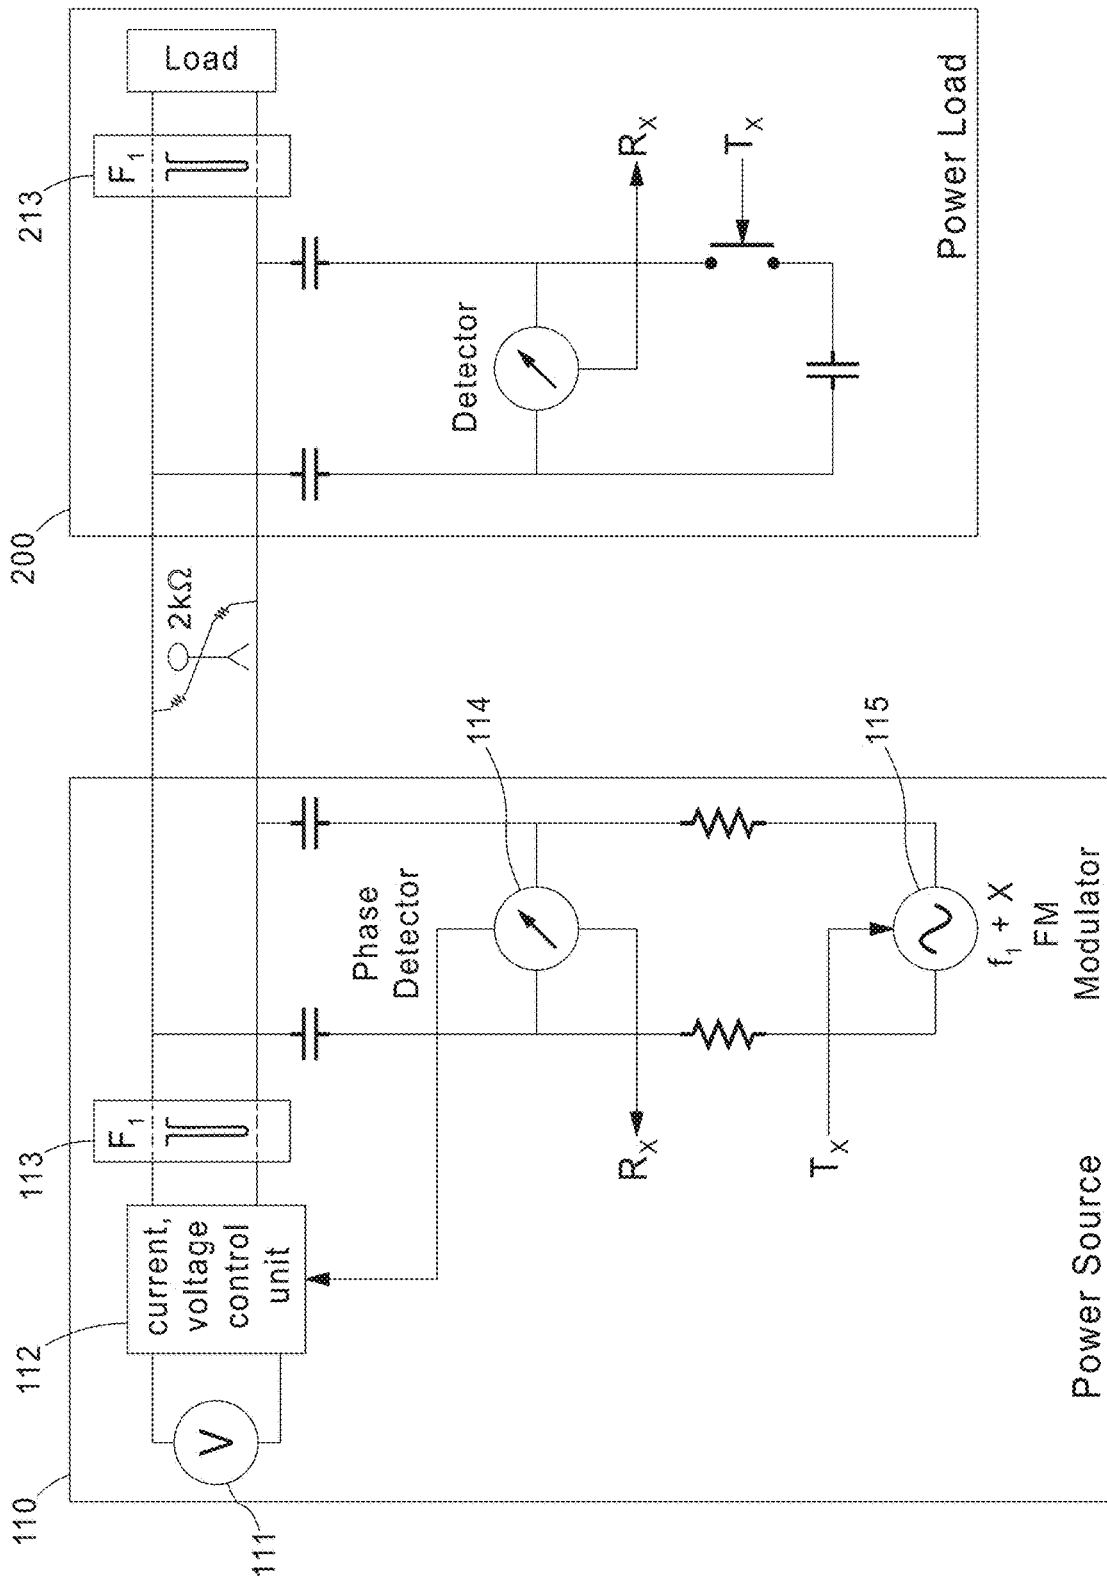 110
111
V
112
current,
voltage
control
unit
113
F1
Phase
Detector
114
RX
TX
115
f1 + X
FM
Modulator
Power Source
2kΩ
200
213
F1
Load
Detector
RX
TX
Power Load